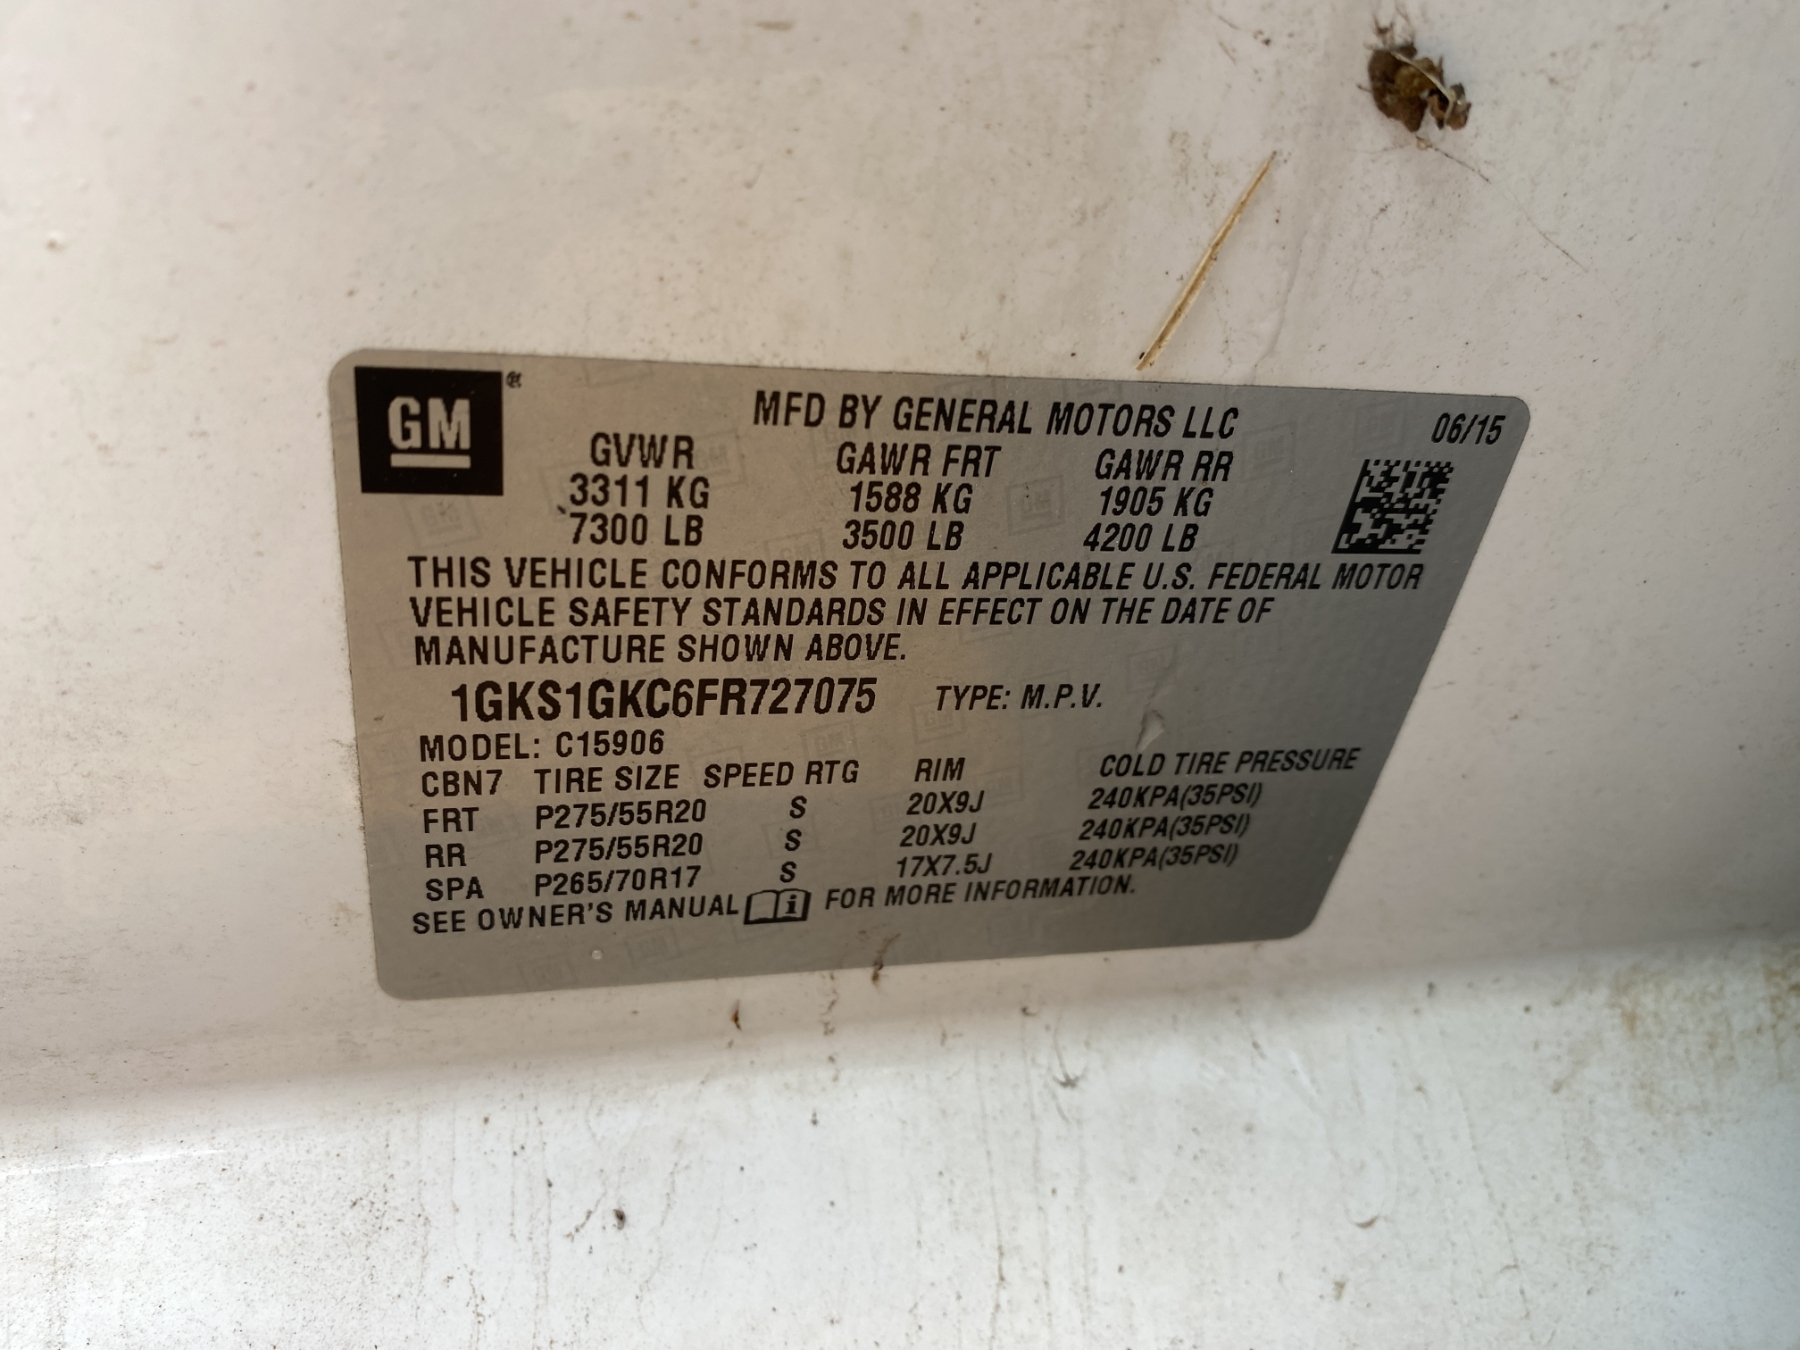 GM®
MFD BY GENERAL MOTORS LLC 06/15
GVWR GAWR FRT GAWR RR
3311 KG 1588 KG 1905 KG
7300 LB 3500 LB 4200 LB
THIS VEHICLE CONFORMS TO ALL APPLICABLE U.S. FEDERAL MOTOR
VEHICLE SAFETY STANDARDS IN EFFECT ON THE DATE OF
MANUFACTURE SHOWN ABOVE.
1GKS1GKC6FR727075 TYPE: M.P.V.
MODEL: C15906
CBN7 TIRE SIZE SPEED RTG RIM COLD TIRE PRESSURE
FRT P275/55R20 S 20X9J 240KPA(35PSI)
RR P275/55R20 S 20X9J 240KPA(35PSI)
SPA P265/70R17 S 17X7.5J 240KPA(35PSI)
SEE OWNER'S MANUAL i FOR MORE INFORMATION.